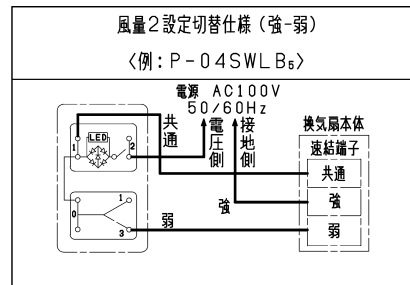 風量2設定切替仕様(強-弱)
〈例:P-04SWLB₅〉
電源 AC100V
50/60Hz
共通
電圧側
接地側
換気扇本体
速結端子
LED
1
2
共通
強
強
0
1
3
弱
弱